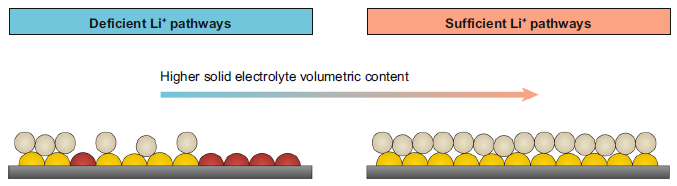 Deficient Li⁺ pathways
Sufficient Li⁺ pathways
Higher solid electrolyte volumetric content